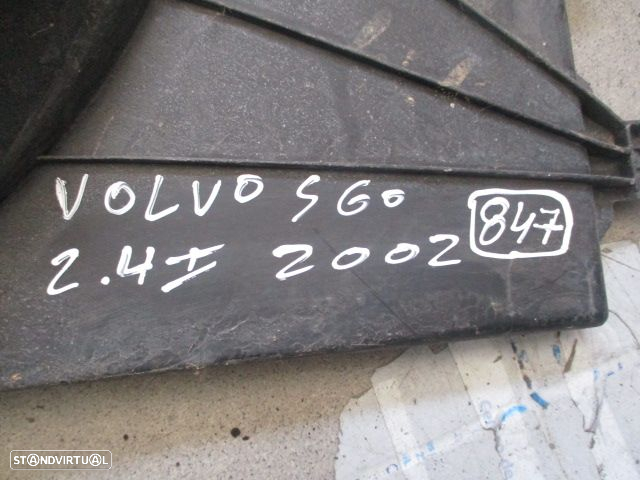 VOLVO S60
2.4I 2002 847
STANDVIRTUAL